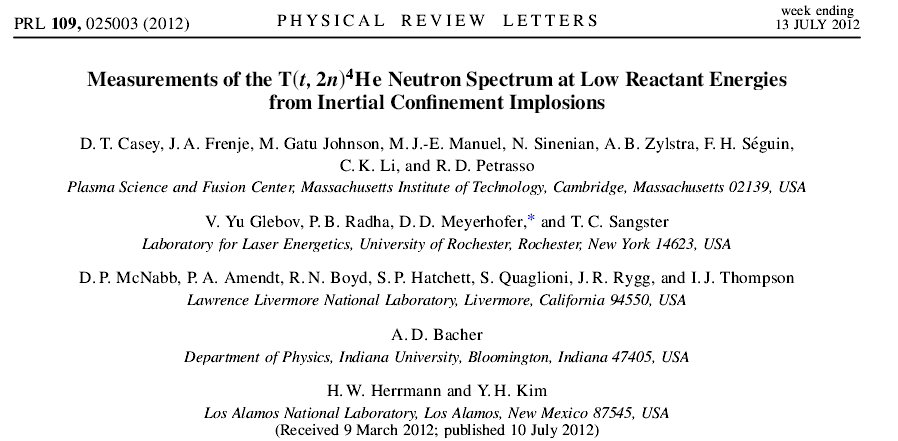 PRL 109, 025003 (2012)
PHYSICAL REVIEW LETTERS
week ending
13 JULY 2012
Measurements of the T(t, 2n)⁴He Neutron Spectrum at Low Reactant Energies
from Inertial Confinement Implosions
D. T. Casey, J. A. Frenje, M. Gatu Johnson, M. J.-E. Manuel, N. Sinenian, A. B. Zylstra, F. H. Séguin,
C. K. Li, and R. D. Petrasso
Plasma Science and Fusion Center, Massachusetts Institute of Technology, Cambridge, Massachusetts 02139, USA
V. Yu Glebov, P. B. Radha, D. D. Meyerhofer,* and T. C. Sangster
Laboratory for Laser Energetics, University of Rochester, Rochester, New York 14623, USA
D. P. McNabb, P. A. Amendt, R. N. Boyd, S. P. Hatchett, S. Quaglioni, J. R. Rygg, and I. J. Thompson
Lawrence Livermore National Laboratory, Livermore, California 94550, USA
A. D. Bacher
Department of Physics, Indiana University, Bloomington, Indiana 47405, USA
H. W. Herrmann and Y. H. Kim
Los Alamos National Laboratory, Los Alamos, New Mexico 87545, USA
(Received 9 March 2012; published 10 July 2012)